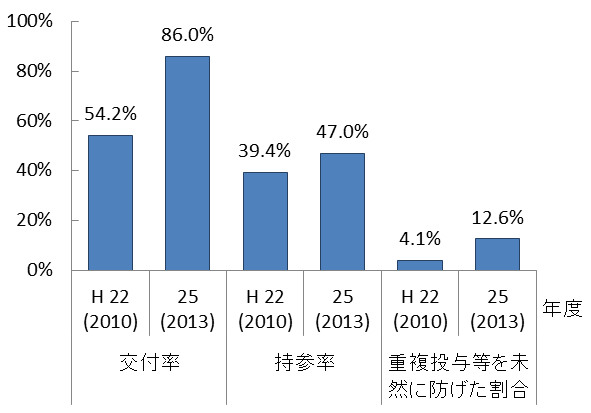 100%
80%
60%
40%
20%
0%
54.2%
86.0%
39.4%
47.0%
4.1%
12.6%
H 22
(2010)
25
(2013)
H 22
(2010)
25
(2013)
H 22
(2010)
25
(2013)
年度
交付率
持参率
重複投与等を未
然に防げた割合